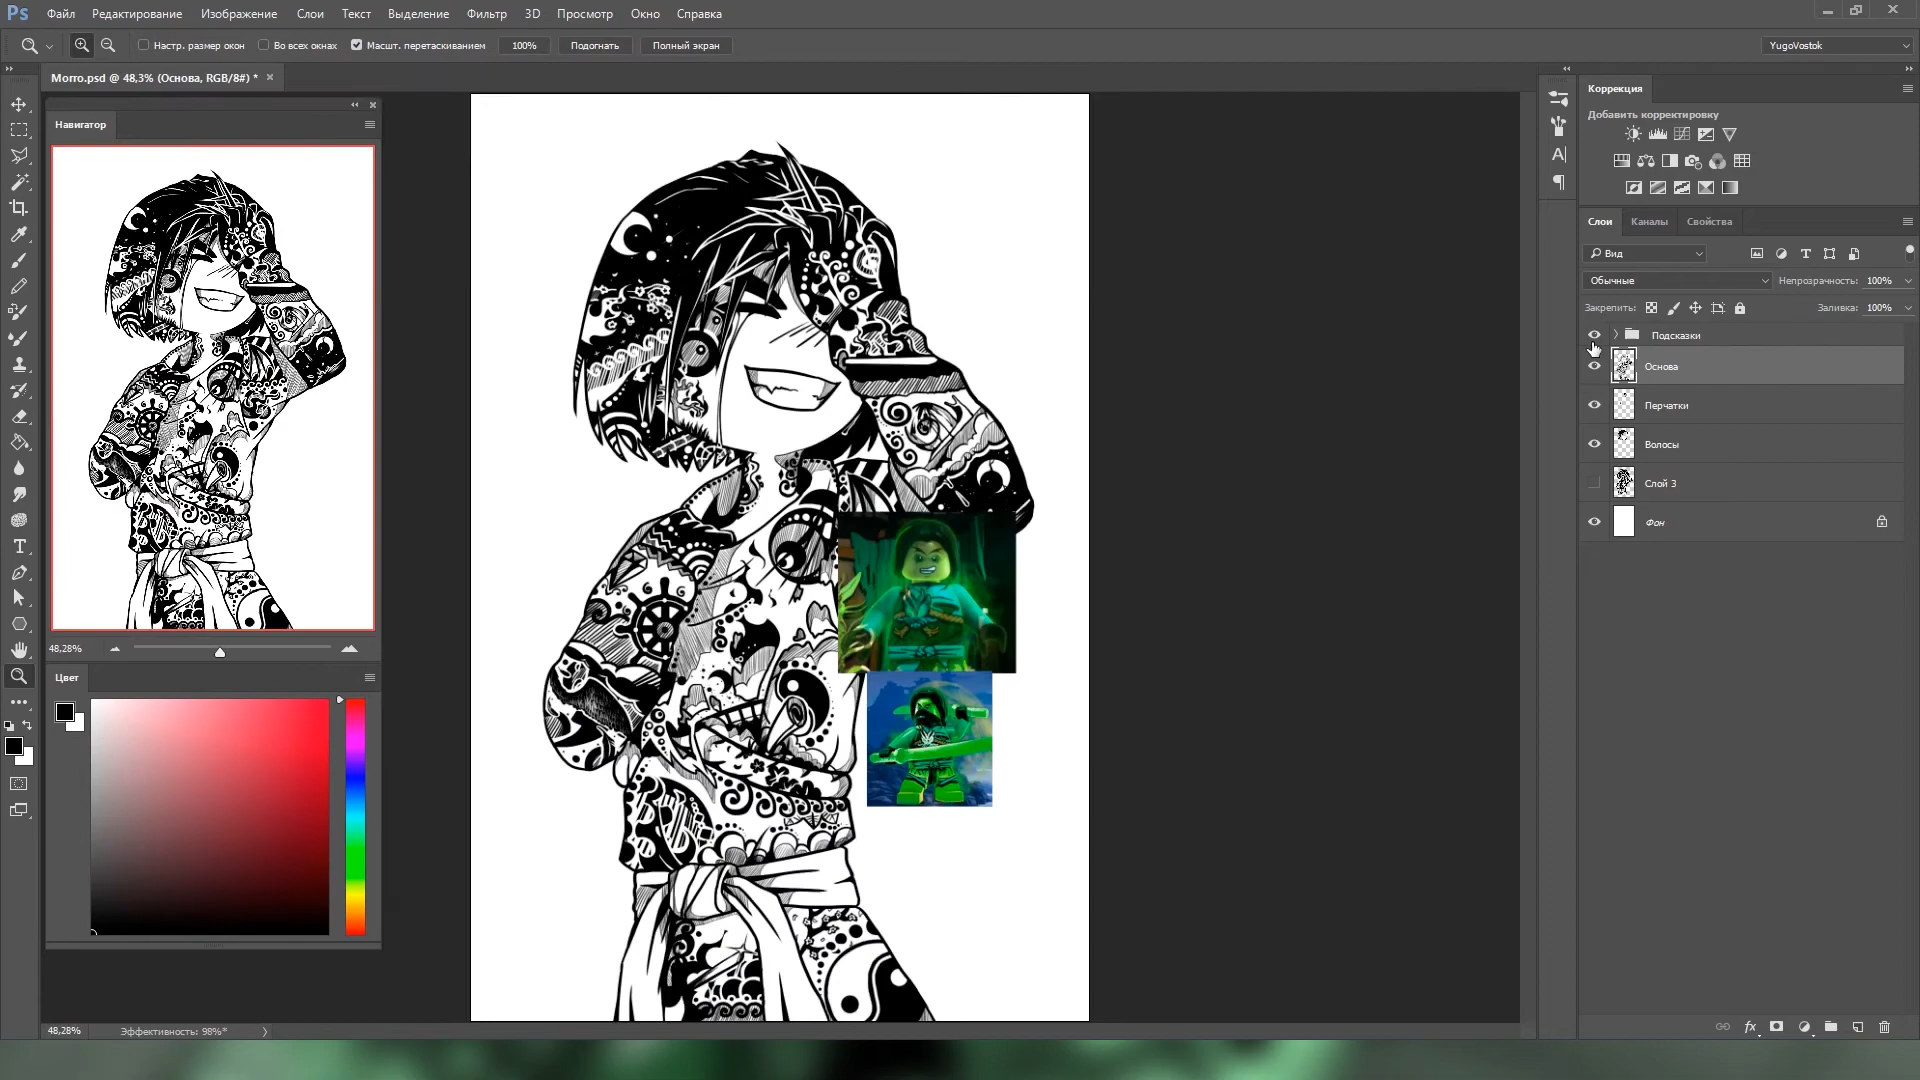 Ps Файл Редактирование Изображение Слои Текст Выделение Фильтр 3D Просмотр Окно Справка
Настр. размер окон Во всех окнах Масшт. перетаскиванием 100% Подогнать Полный экран YugoVostok
Morro.psd @ 48,3% (Основа, RGB/8#) *
Навигатор
48,28%
Цвет
48,28% Эффективность: 98%*
Коррекция
Добавить корректировку
Слои Каналы Свойства
Вид
Обычные Непрозрачность: 100%
Закрепить: Заливка: 100%
Подсказки
Основа
Перчатки
Волосы
Слой 3
Фон
fx